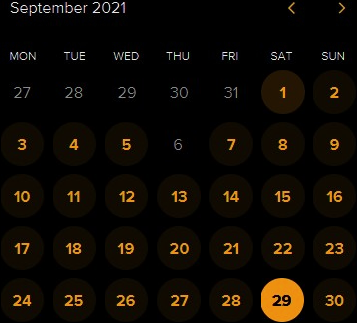 September 2021
MON TUE WED THU FRI SAT SUN
27 28 29 30 31 1 2
3 4 5 6 7 8 9
10 11 12 13 14 15 16
17 18 19 20 21 22 23
24 25 26 27 28 29 30